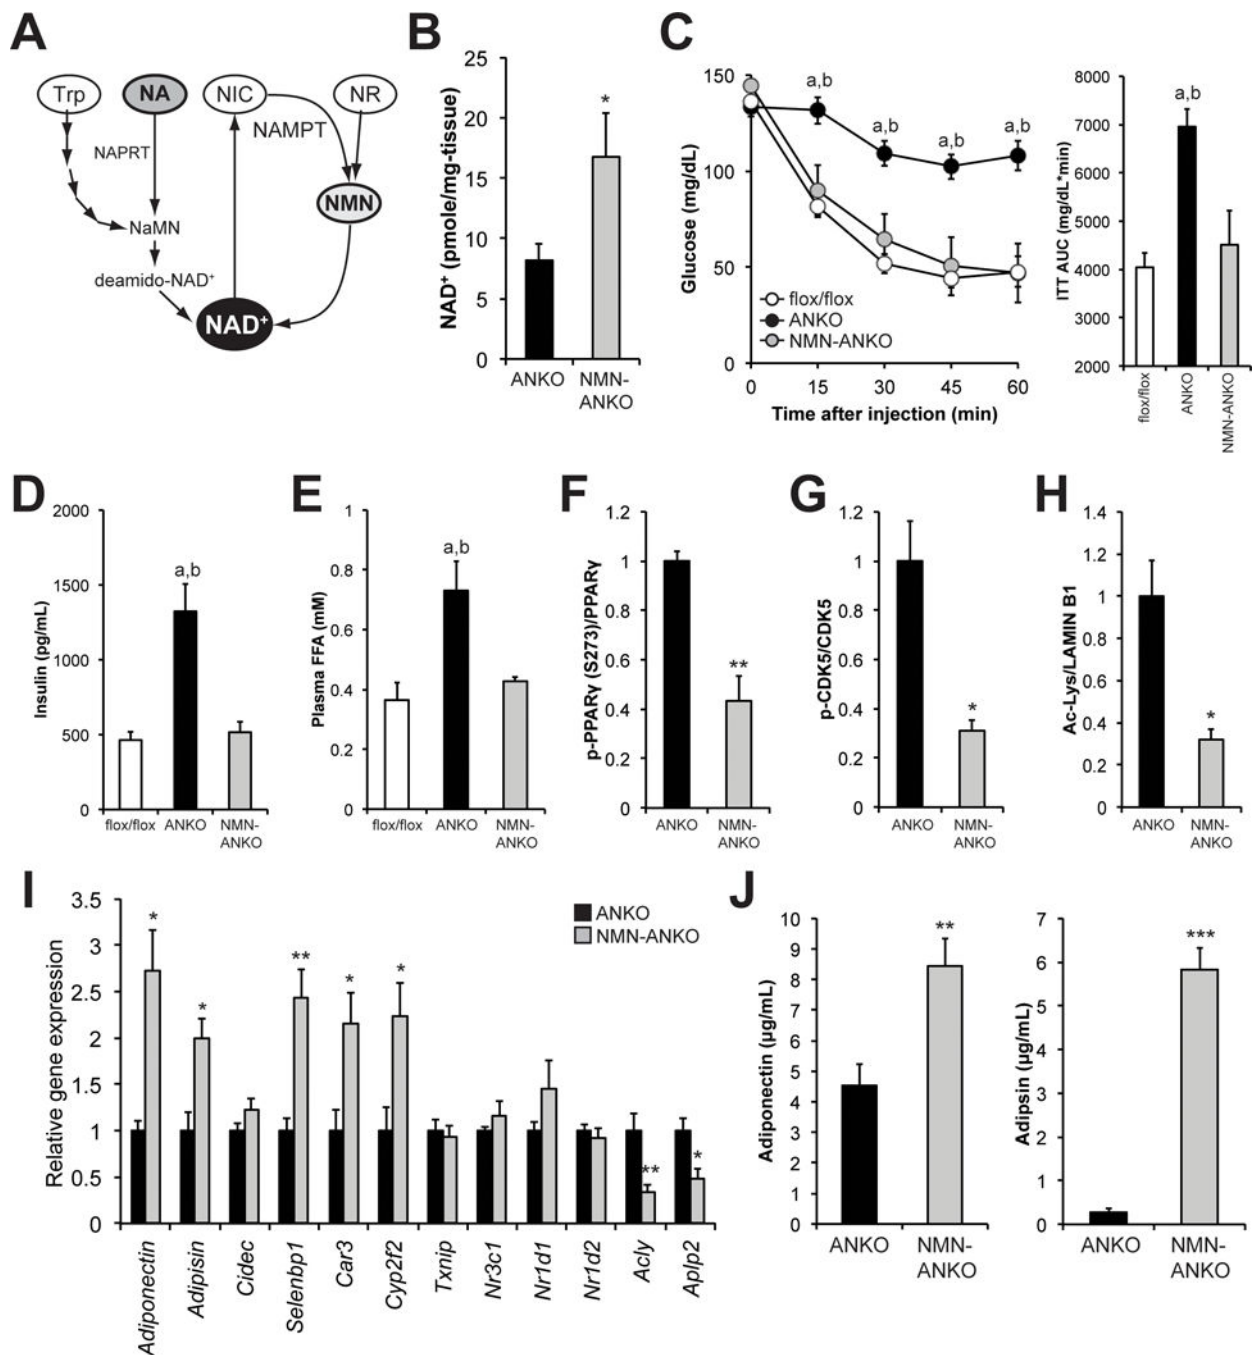 A
Trp
NA
NIC
NR
NAPRT
NAMPT
NMN
NaMN
deamido-NAD⁺
NAD⁺
B
NAD⁺ (pmole/mg-tissue)
25
20
15
10
5
0
*
ANKO
NMN-
ANKO
C
Glucose (mg/dL)
150
100
50
0
a,b
a,b
a,b
a,b
flox/flox
ANKO
NMN-ANKO
0
15
30
45
60
Time after injection (min)
ITT AUC (mg/dL*min)
8000
7000
6000
5000
4000
3000
2000
a,b
flox/flox
ANKO
NMN-ANKO
D
Insulin (pg/mL)
2000
1500
1000
500
0
a,b
flox/flox
ANKO
NMN-
ANKO
E
Plasma FFA (mM)
1
0.8
0.6
0.4
0.2
0
a,b
flox/flox
ANKO
NMN-
ANKO
F
p-PPARγ (S273)/PPARγ
1.2
1
0.8
0.6
0.4
0.2
0
**
ANKO
NMN-
ANKO
G
p-CDK5/CDK5
1.2
1
0.8
0.6
0.4
0.2
0
*
ANKO
NMN-
ANKO
H
Ac-Lys/LAMIN B1
1.4
1.2
1
0.8
0.6
0.4
0.2
0
*
ANKO
NMN-
ANKO
I
Relative gene expression
3.5
3
2.5
2
1.5
1
0.5
0
*
*
**
*
*
**
*
ANKO
NMN-ANKO
Adiponectin
Adipisin
Cidec
Selenbp1
Car3
Cyp2f2
Txnip
Nr3c1
Nr1d1
Nr1d2
Acly
Aplp2
J
Adiponectin (µg/mL)
10
9
8
7
6
5
4
3
2
1
0
**
ANKO
NMN-
ANKO
Adipsin (µg/mL)
7
6
5
4
3
2
1
0
***
ANKO
NMN-
ANKO